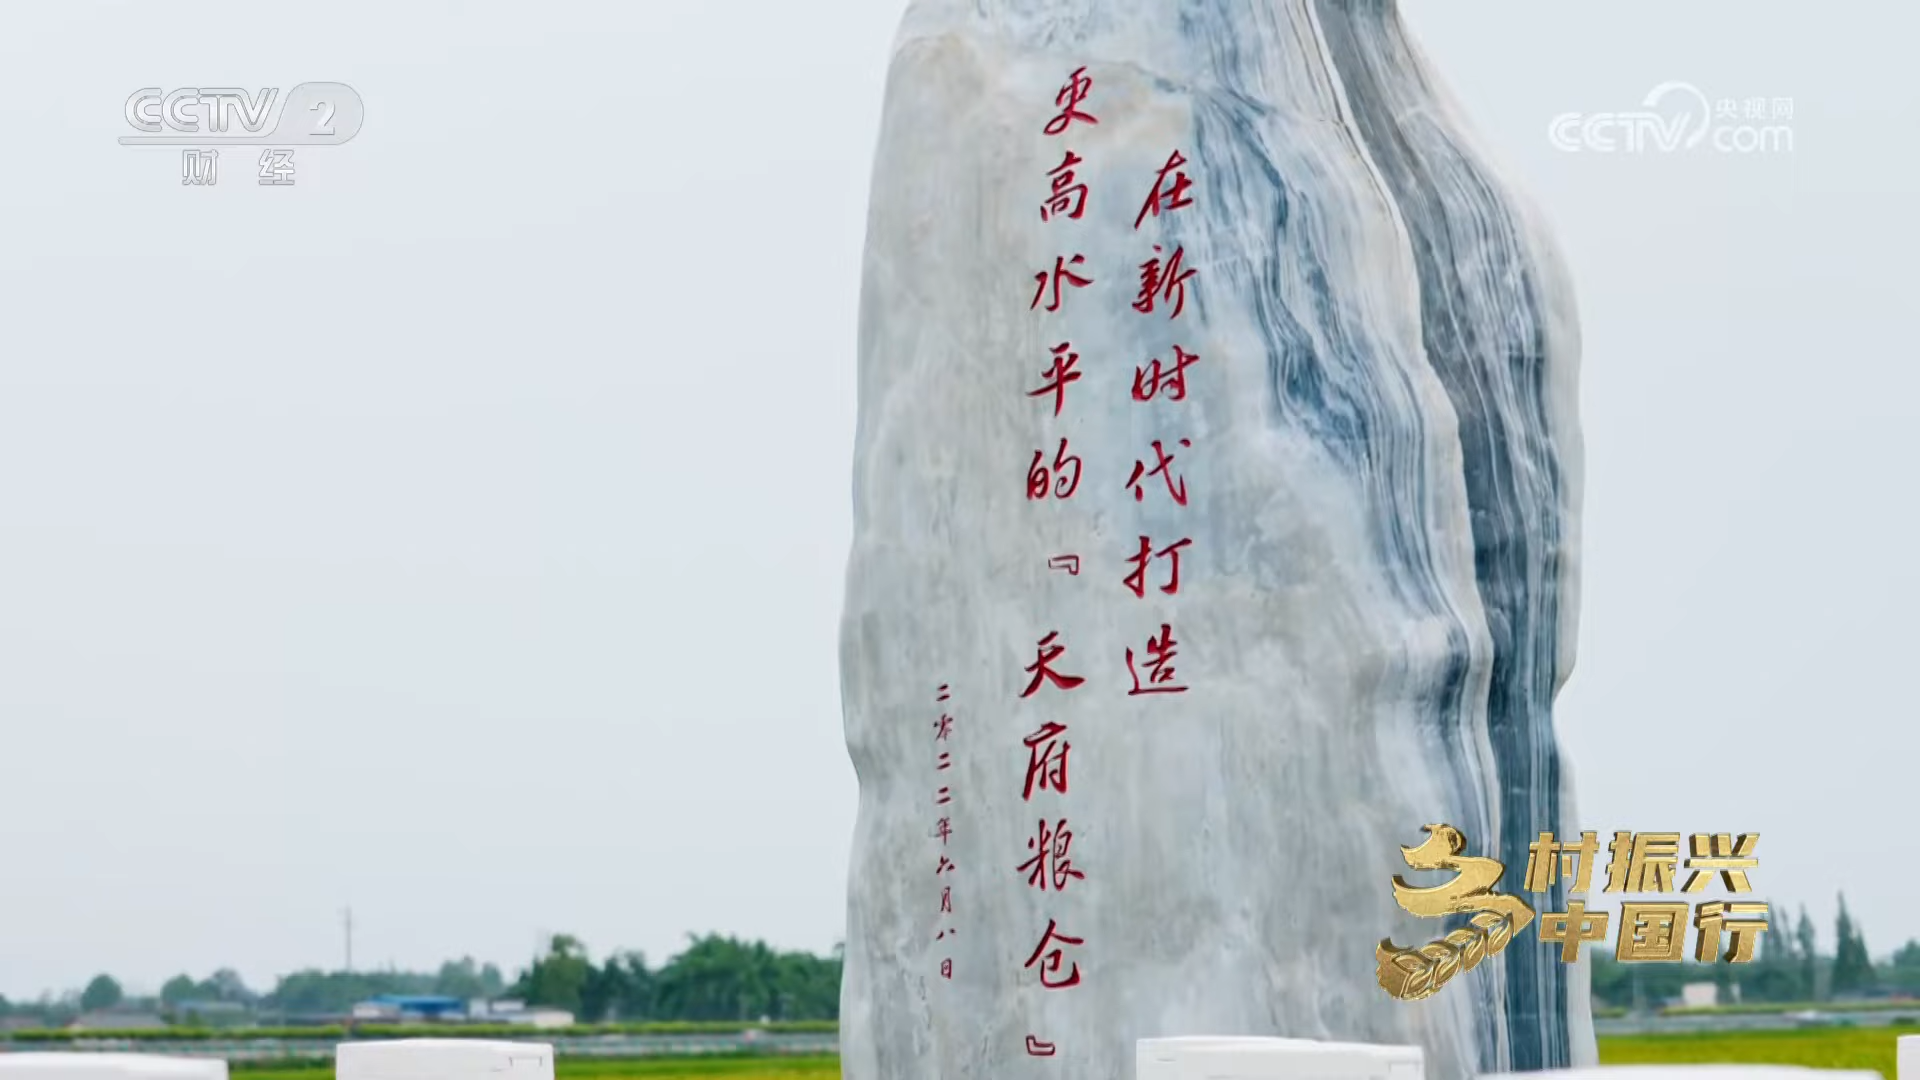 CCTV 2
财 经
央视网
CCTV com
在新时代打造
更高水平的『天府粮仓』
二零二二年六月八日
乡村振兴
中国行